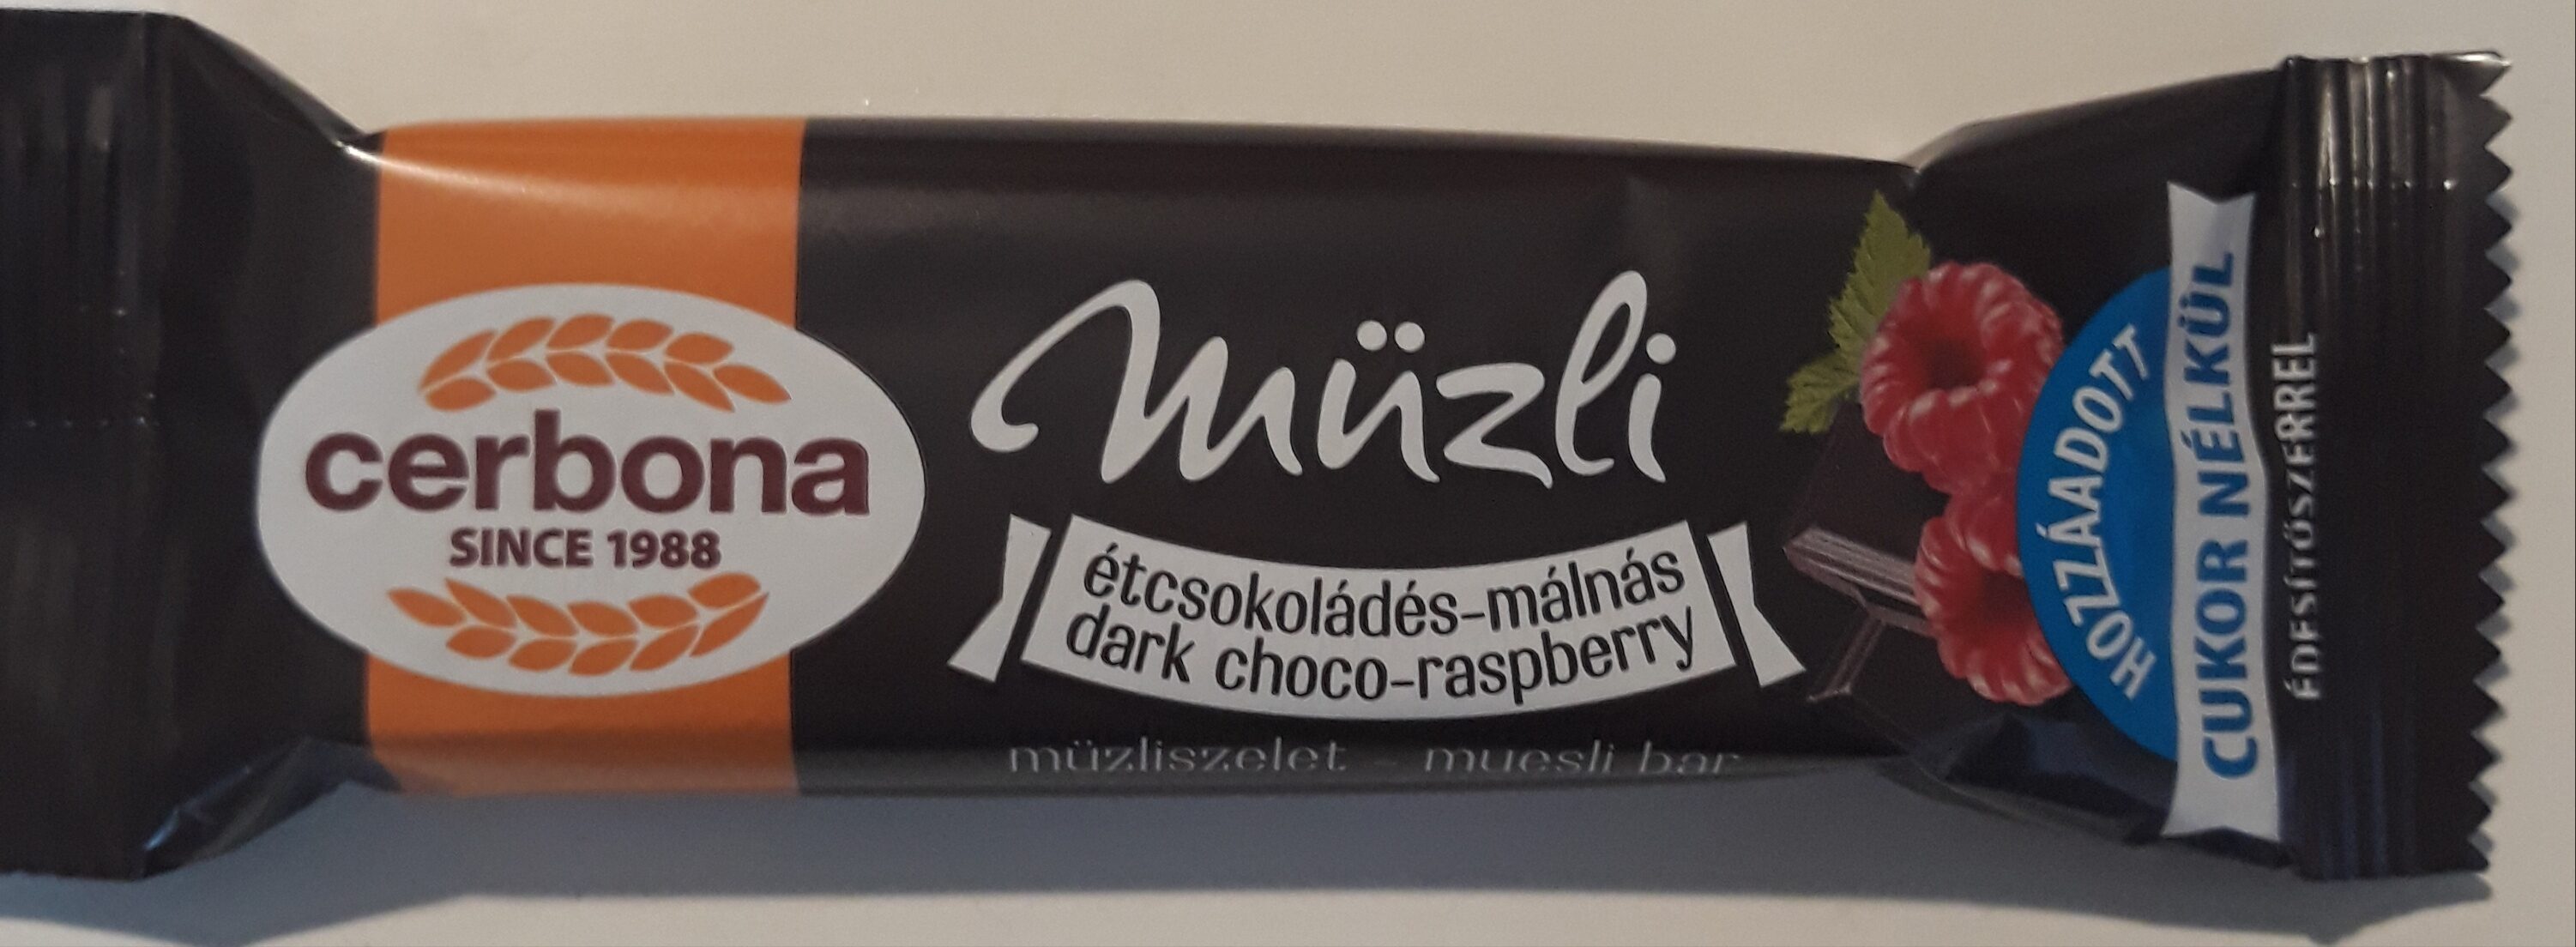 cerbona
SINCE 1988
müzli
étcsokoládés-málnás
dark choco-raspberry
müzliszelet - muesli bar
HOZZÁADOTT
CUKOR NÉLKÜL
ÉDESÍTŐSZERREL